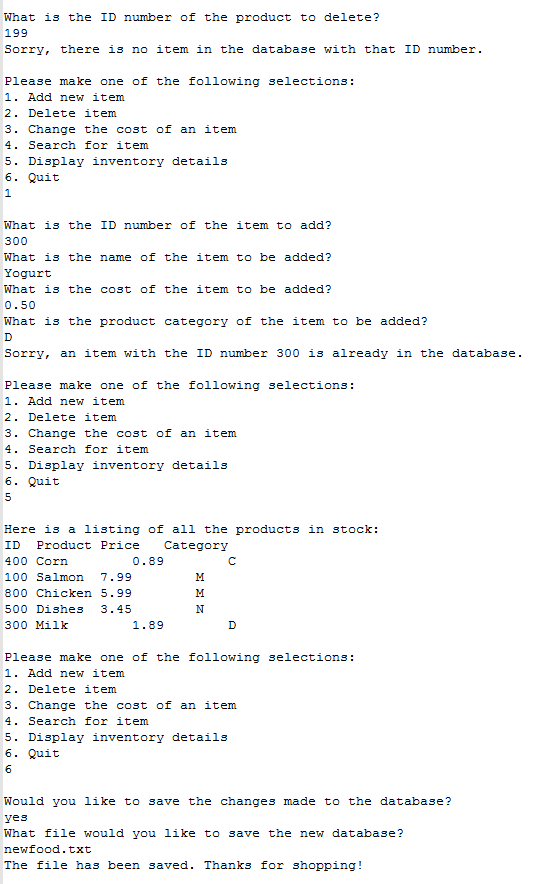 What is the ID number of the product to delete?
199
Sorry, there is no item in the database with that ID number.

Please make one of the following selections:
1. Add new item
2. Delete item
3. Change the cost of an item
4. Search for item
5. Display inventory details
6. Quit
1

What is the ID number of the item to add?
300
What is the name of the item to be added?
Yogurt
What is the cost of the item to be added?
0.50
What is the product category of the item to be added?
D
Sorry, an item with the ID number 300 is already in the database.

Please make one of the following selections:
1. Add new item
2. Delete item
3. Change the cost of an item
4. Search for item
5. Display inventory details
6. Quit
5

Here is a listing of all the products in stock:
ID  Product Price   Category
400 Corn        0.89        C
100 Salmon  7.99        M
800 Chicken 5.99        M
500 Dishes  3.45        N
300 Milk        1.89        D

Please make one of the following selections:
1. Add new item
2. Delete item
3. Change the cost of an item
4. Search for item
5. Display inventory details
6. Quit
6

Would you like to save the changes made to the database?
yes
What file would you like to save the new database?
newfood.txt
The file has been saved. Thanks for shopping!